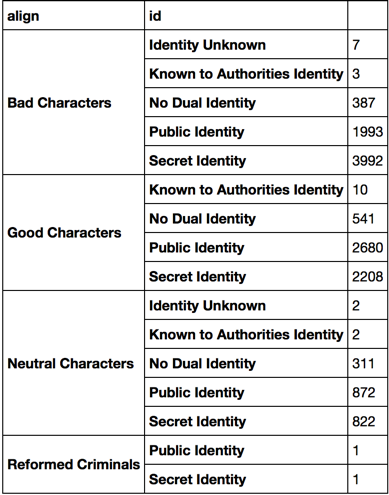 align id
Bad Characters
Identity Unknown 7
Known to Authorities Identity 3
No Dual Identity 387
Public Identity 1993
Secret Identity 3992
Good Characters
Known to Authorities Identity 10
No Dual Identity 541
Public Identity 2680
Secret Identity 2208
Neutral Characters
Identity Unknown 2
Known to Authorities Identity 2
No Dual Identity 311
Public Identity 872
Secret Identity 822
Reformed Criminals
Public Identity 1
Secret Identity 1